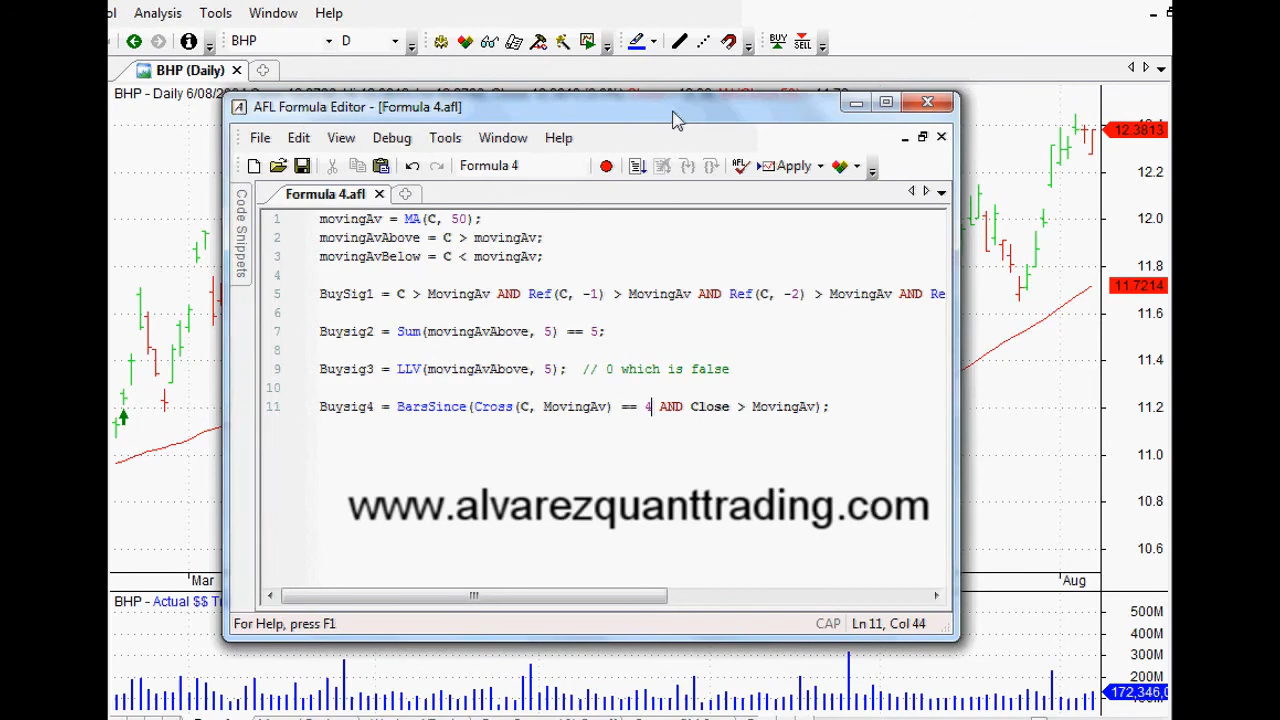 Analysis Tools Window Help
BHP D BUY SELL
BHP (Daily)
BHP - Daily 6/08
AFL Formula Editor - [Formula 4.afl]
File Edit View Debug Tools Window Help
Formula 4 AFL Apply
Formula 4.afl
Code Snippets
1 movingAv = MA(C, 50);
2 movingAvAbove = C > movingAv;
3 movingAvBelow = C < movingAv;
4
5 BuySig1 = C > MovingAv AND Ref(C, -1) > MovingAv AND Ref(C, -2) > MovingAv AND Re
6
7 Buysig2 = Sum(movingAvAbove, 5) == 5;
8
9 Buysig3 = LLV(movingAvAbove, 5); // 0 which is false
10
11 Buysig4 = BarsSince(Cross(C, MovingAv) == 4 AND Close > MovingAv);
www.alvarezquanttrading.com
For Help, press F1 CAP Ln 11, Col 44
12.3813
12.2
12.0
11.8
11.7214
11.6
11.4
11.2
11.0
10.8
10.6
Mar Aug
BHP - Actual $$ T
500M
400M
300M
200M
172,346,0